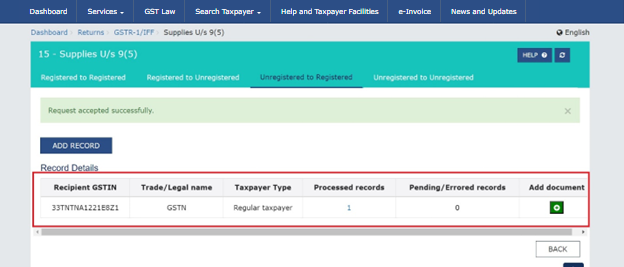 Dashboard Services GST Law Search Taxpayer Help and Taxpayer Facilities e-Invoice News and Updates
Dashboard Returns GSTR-1/IFF Supplies U/s 9(5) English
15 - Supplies U/s 9(5) HELP
Registered to Registered Registered to Unregistered Unregistered to Registered Unregistered to Unregistered
Request accepted successfully.
ADD RECORD
Record Details
Recipient GSTIN Trade/Legal name Taxpayer Type Processed records Pending/Errored records Add document
33TNTNA1221E8Z1 GSTN Regular taxpayer 1 0
BACK